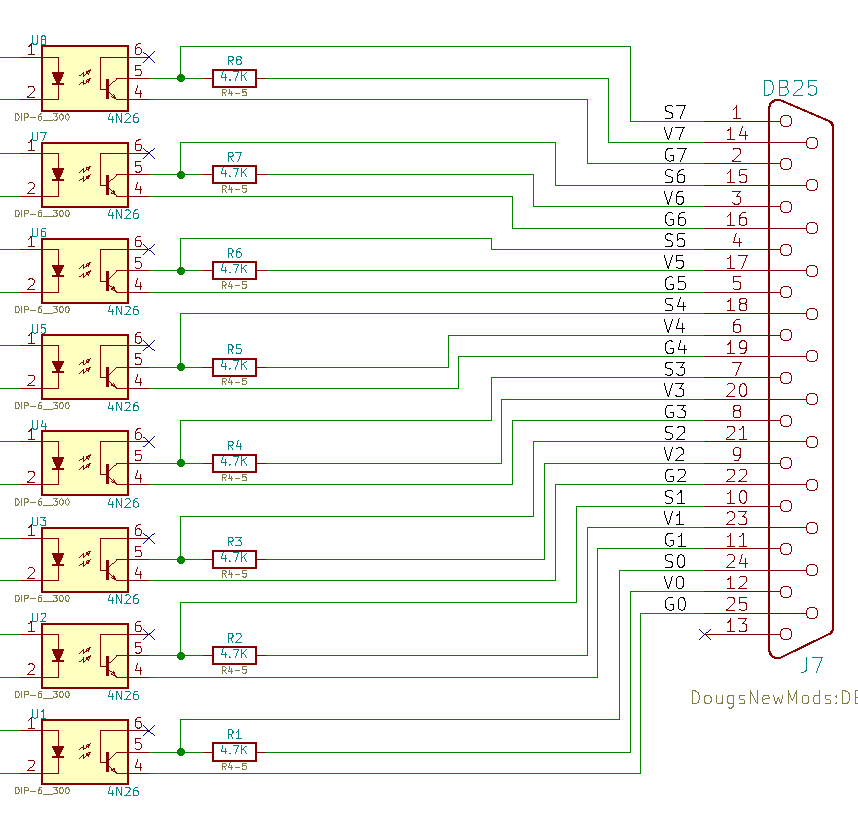 U8
1
2
6
5
4
DIP-6__300
4N26
R8
4.7K
R4-5
U7
1
2
6
5
4
DIP-6__300
4N26
R7
4.7K
R4-5
U6
1
2
6
5
4
DIP-6__300
4N26
R6
4.7K
R4-5
U5
1
2
6
5
4
DIP-6__300
4N26
R5
4.7K
R4-5
U4
1
2
6
5
4
DIP-6__300
4N26
R4
4.7K
R4-5
U3
1
2
6
5
4
DIP-6__300
4N26
R3
4.7K
R4-5
U2
1
2
6
5
4
DIP-6__300
4N26
R2
4.7K
R4-5
U1
1
2
6
5
4
DIP-6__300
4N26
R1
4.7K
R4-5
DB25
S7 1
V7 14
G7 2
S6 15
V6 3
G6 16
S5 4
V5 17
G5 5
S4 18
V4 6
G4 19
S3 7
V3 20
G3 8
S2 21
V2 9
G2 22
S1 10
V1 23
G1 11
S0 24
V0 12
G0 25
13
J7
DougsNewMods:DB